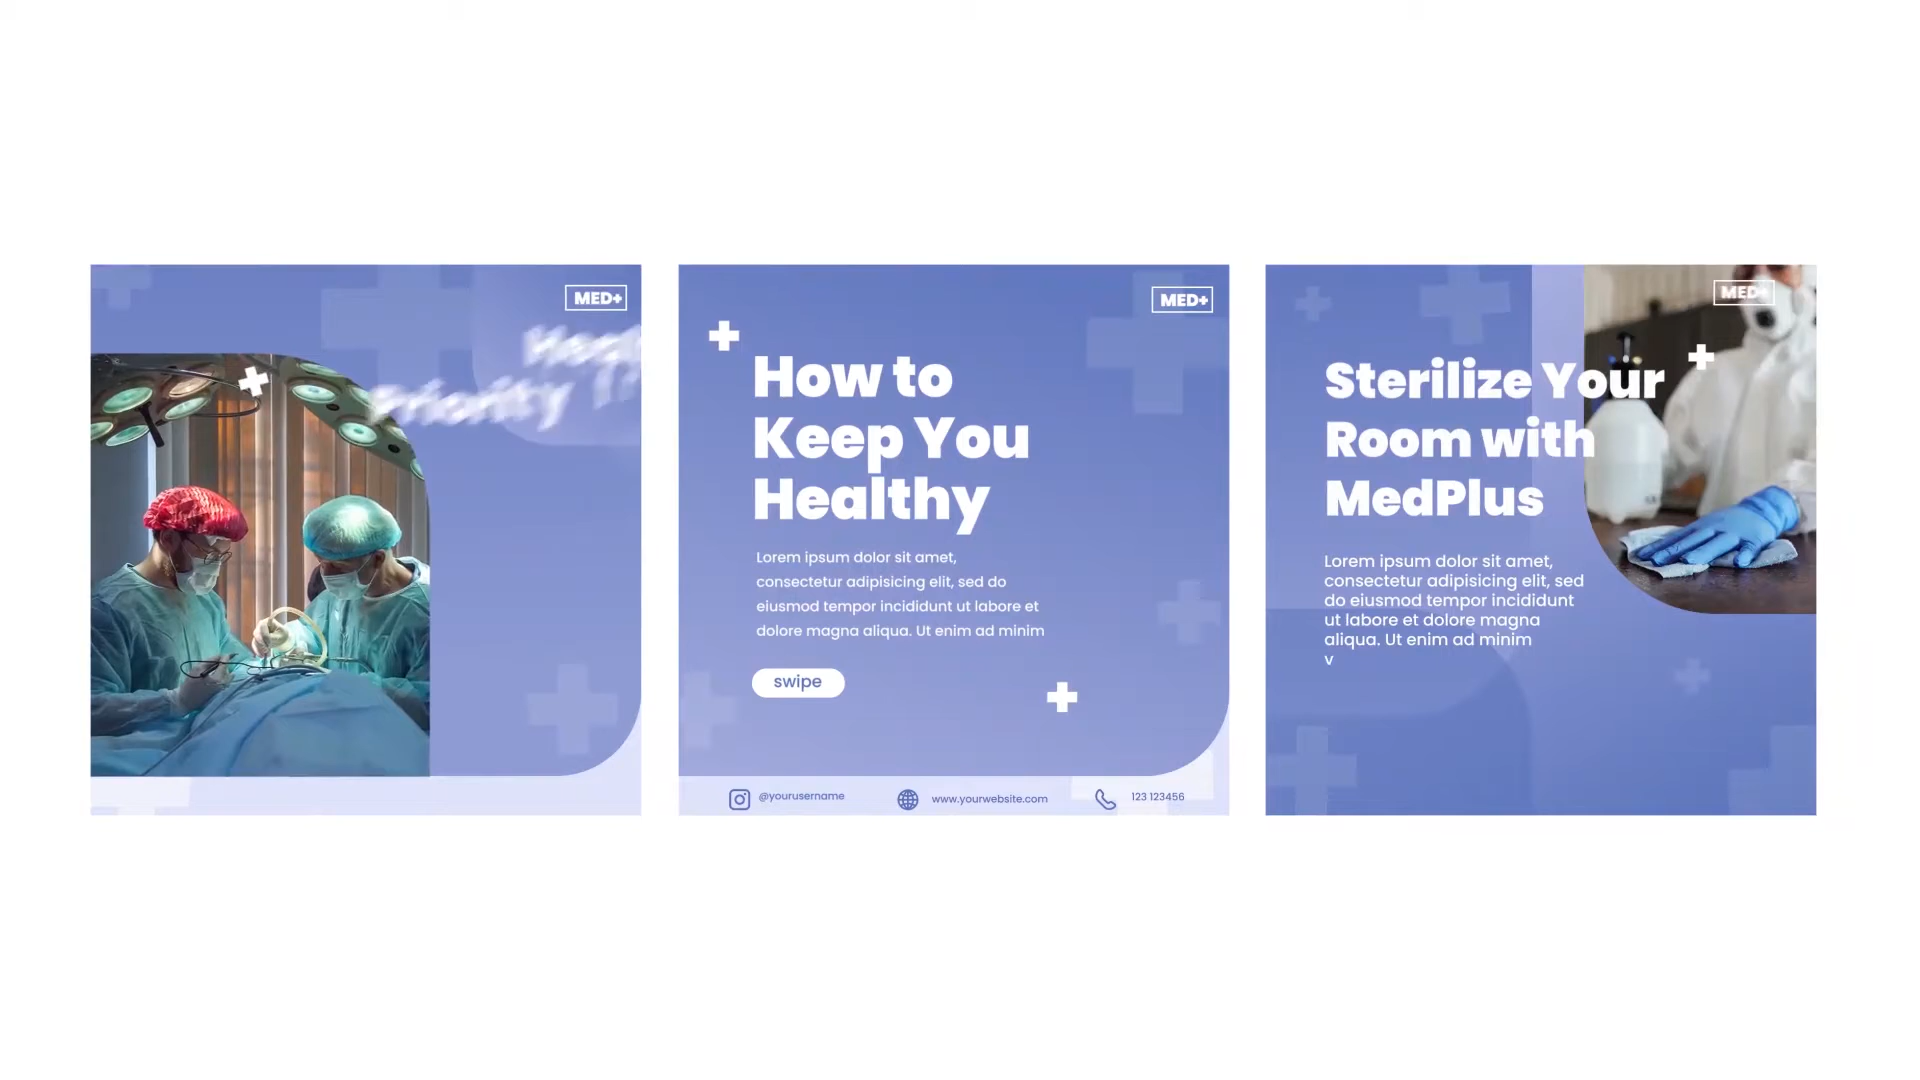 MED+
Priority
How to
Keep You
Healthy
Lorem ipsum dolor sit amet,
consectetur adipisicing elit, sed do
eiusmod tempor incididunt ut labore et
dolore magna aliqua. Ut enim ad minim
swipe
@yourusername
www.yourwebsite.com
123 123456
MED+
Sterilize Your
Room with
MedPlus
Lorem ipsum dolor sit amet,
consectetur adipisicing elit, sed
do eiusmod tempor incididunt
ut labore et dolore magna
aliqua. Ut enim ad minim
v
MED+